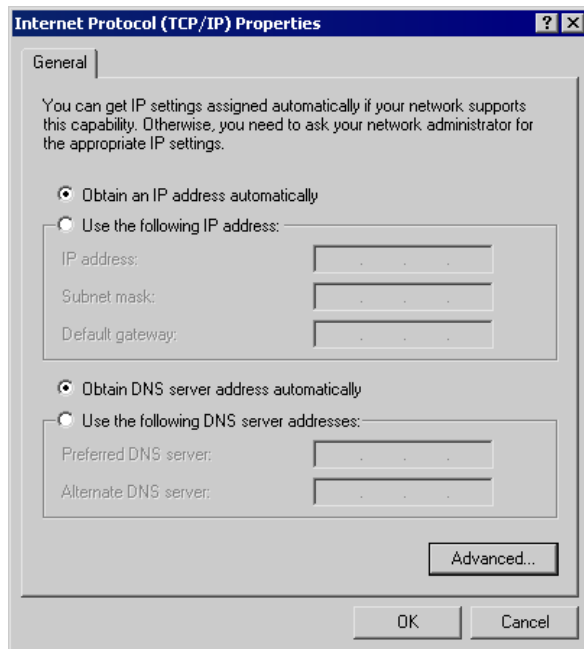 Internet Protocol (TCP/IP) Properties
General
You can get IP settings assigned automatically if your network supports
this capability. Otherwise, you need to ask your network administrator for
the appropriate IP settings.
Obtain an IP address automatically
Use the following IP address:
IP address:
Subnet mask:
Default gateway:
Obtain DNS server address automatically
Use the following DNS server addresses:
Preferred DNS server:
Alternate DNS server:
Advanced...
OK Cancel